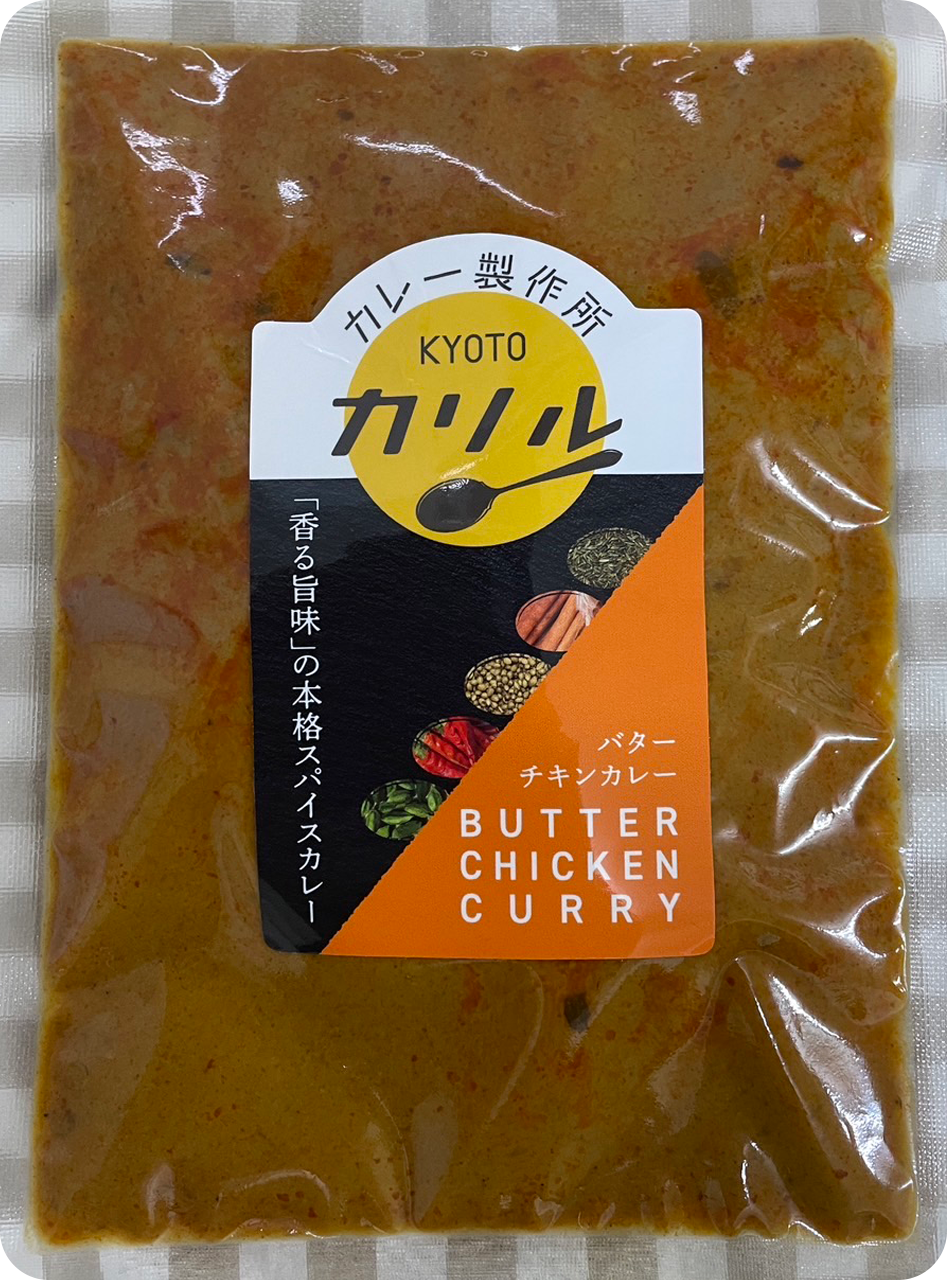 カレー製作所
KYOTO
カリル
「香る旨味」の本格スパイスカレー
バター
チキンカレー
BUTTER
CHICKEN
CURRY